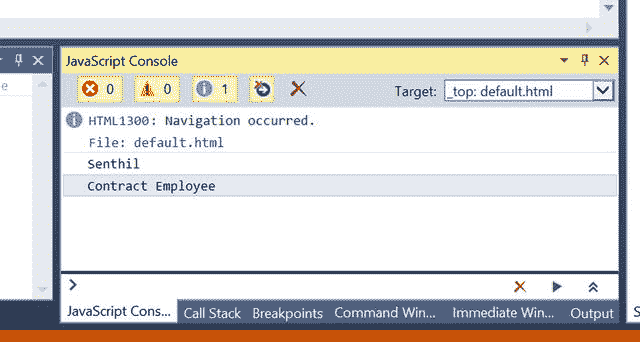 e
JavaScript Console
0 0 1 Target: _top: default.html
HTML1300: Navigation occurred.
File: default.html
Senthil
Contract Employee
JavaScript Cons... Call Stack Breakpoints Command Win... Immediate Win... Output S